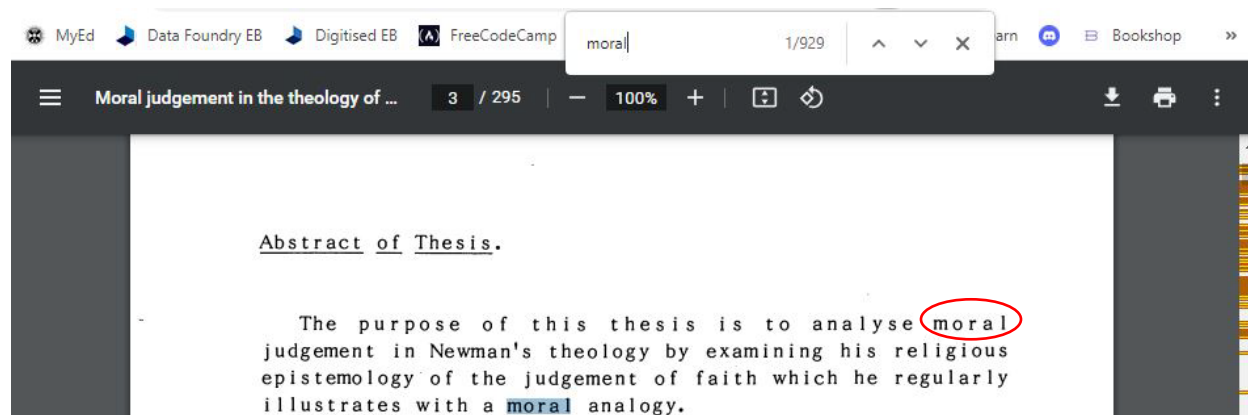 MyEd Data Foundry EB Digitised EB FreeCodeCamp moral 1/929 arn Bookshop »
Moral judgement in the theology of ... 3 / 295 100%
Abstract of Thesis.
The purpose of this thesis is to analyse moral
judgement in Newman's theology by examining his religious
epistemology of the judgement of faith which he regularly
illustrates with a moral analogy.